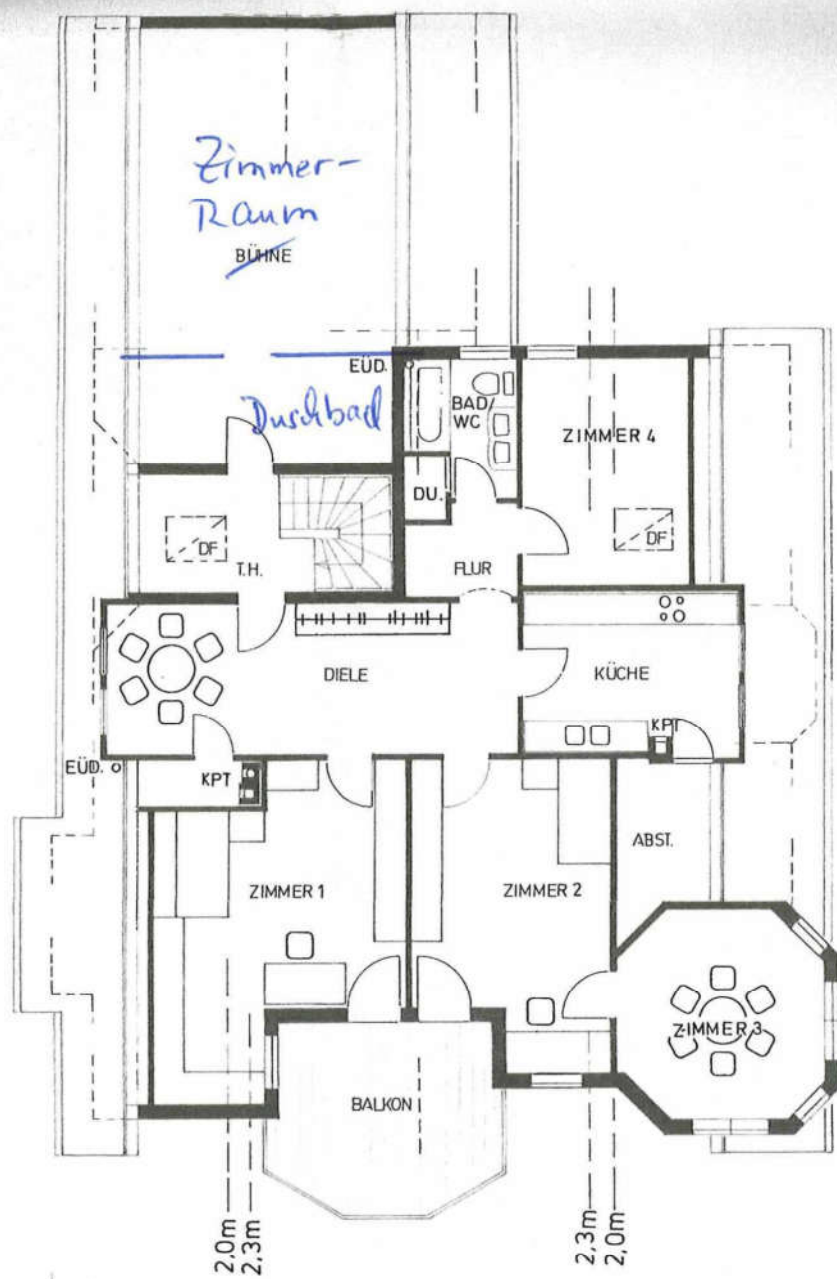 Zimmer-
Raum
BÜHNE
EÜD.
Duschbad
BAD/
WC
ZIMMER 4
DU.
DF
T.H.
FLUR
DF
DIELE
KÜCHE
KPT
EÜD.
KPT
ABST.
ZIMMER 1
ZIMMER 2
ZIMMER 3
BALKON
2,0m
2,3m
2,3m
2,0m